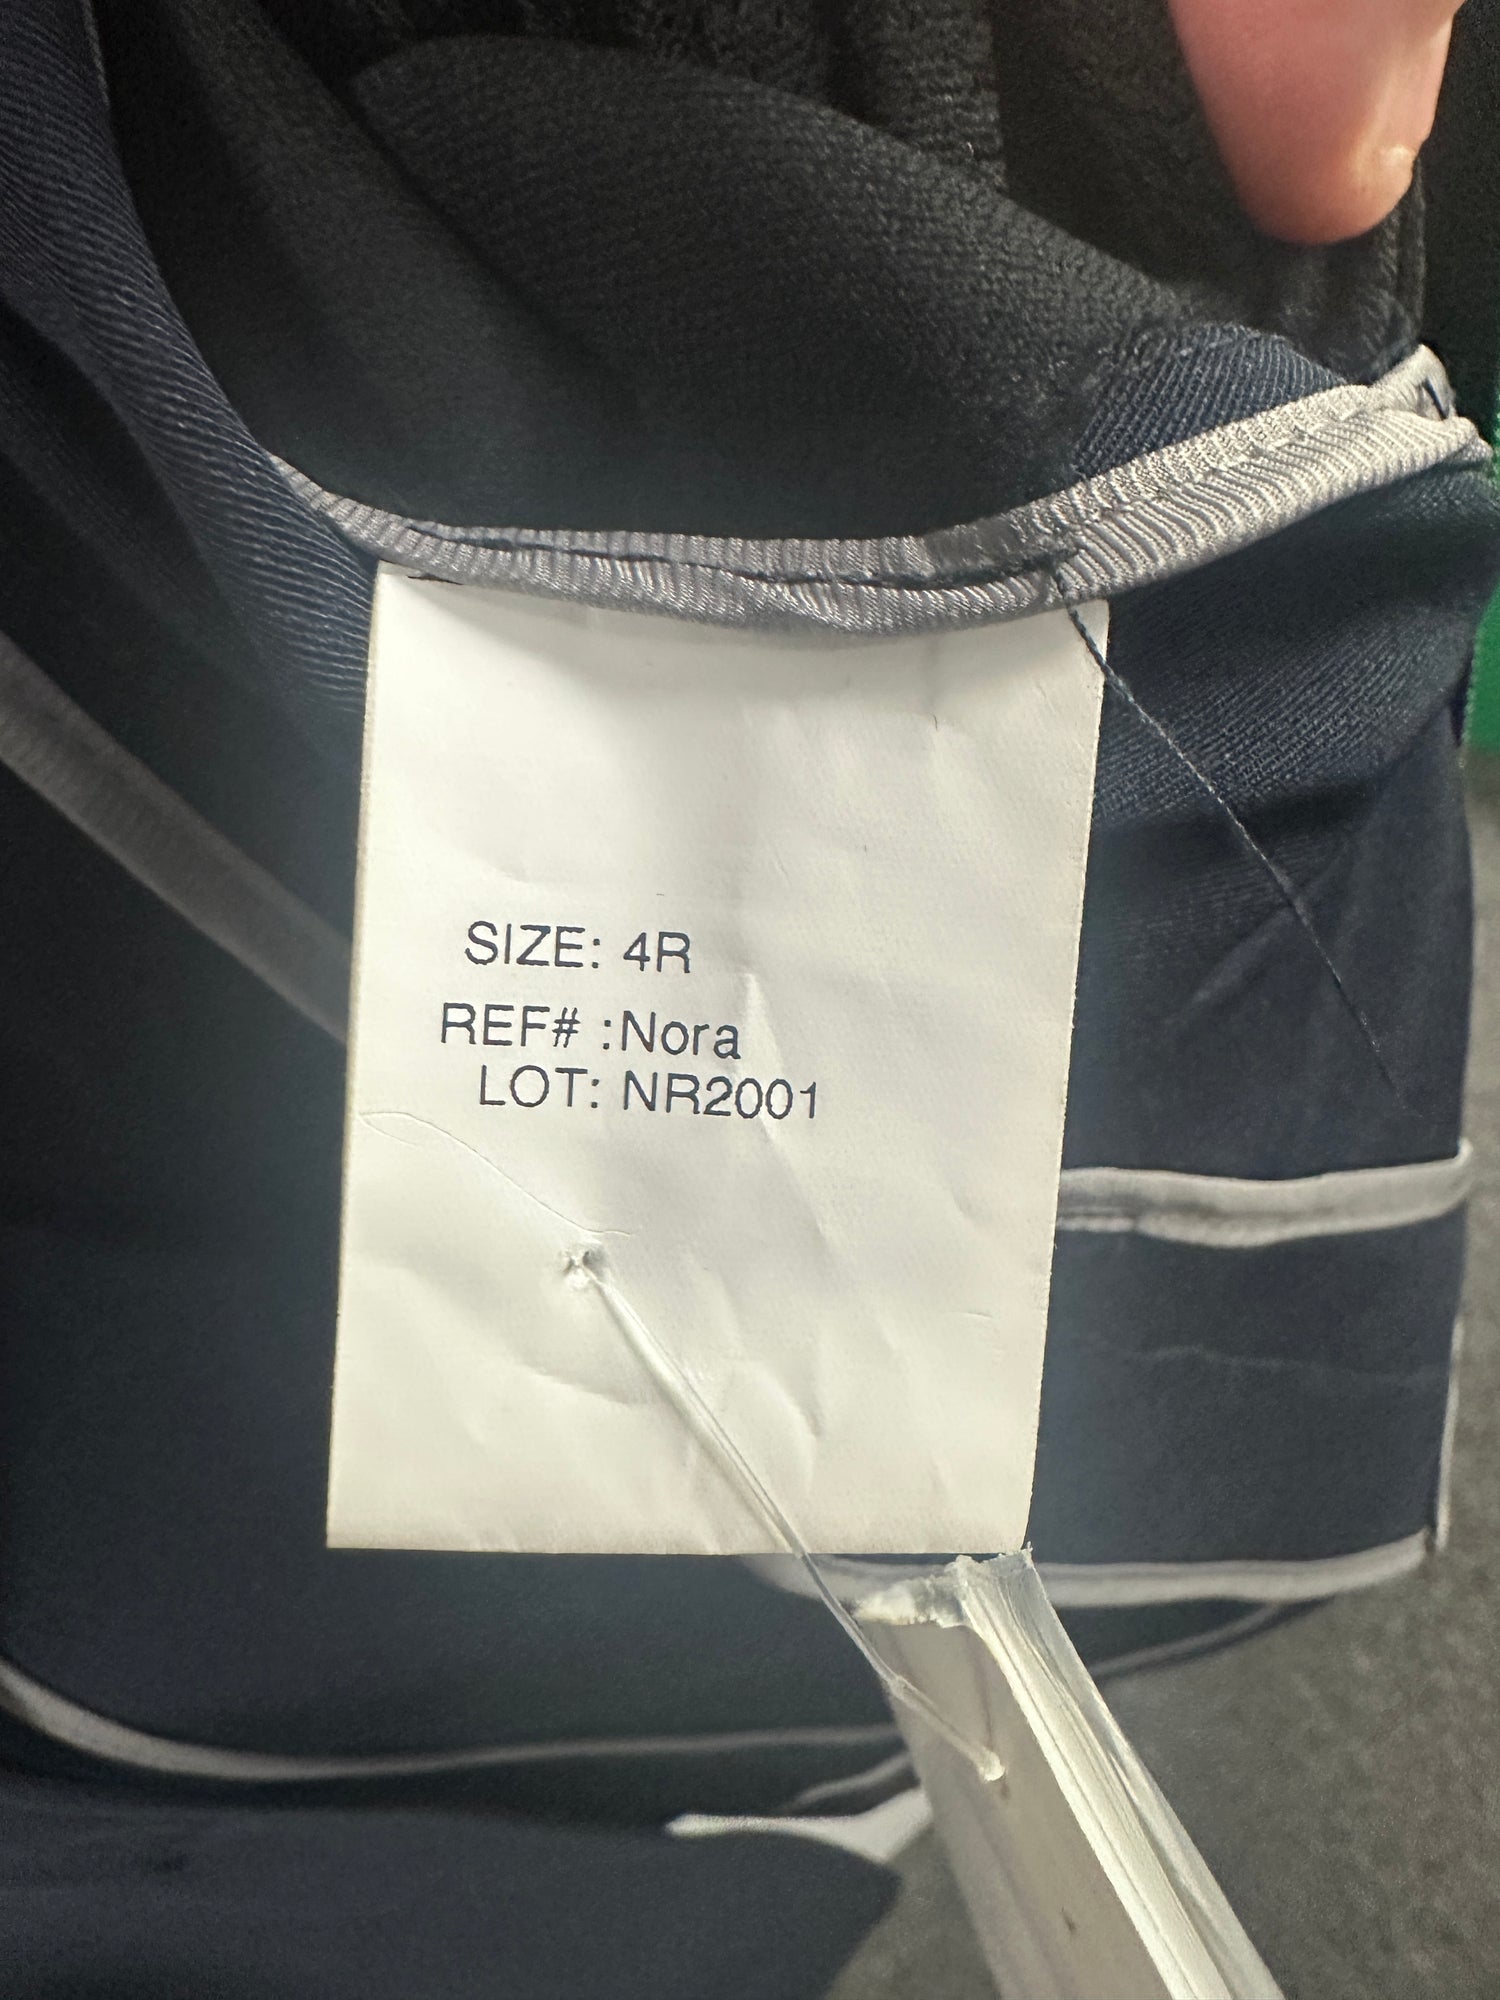 SIZE: 4R
REF# :Nora
LOT: NR2001